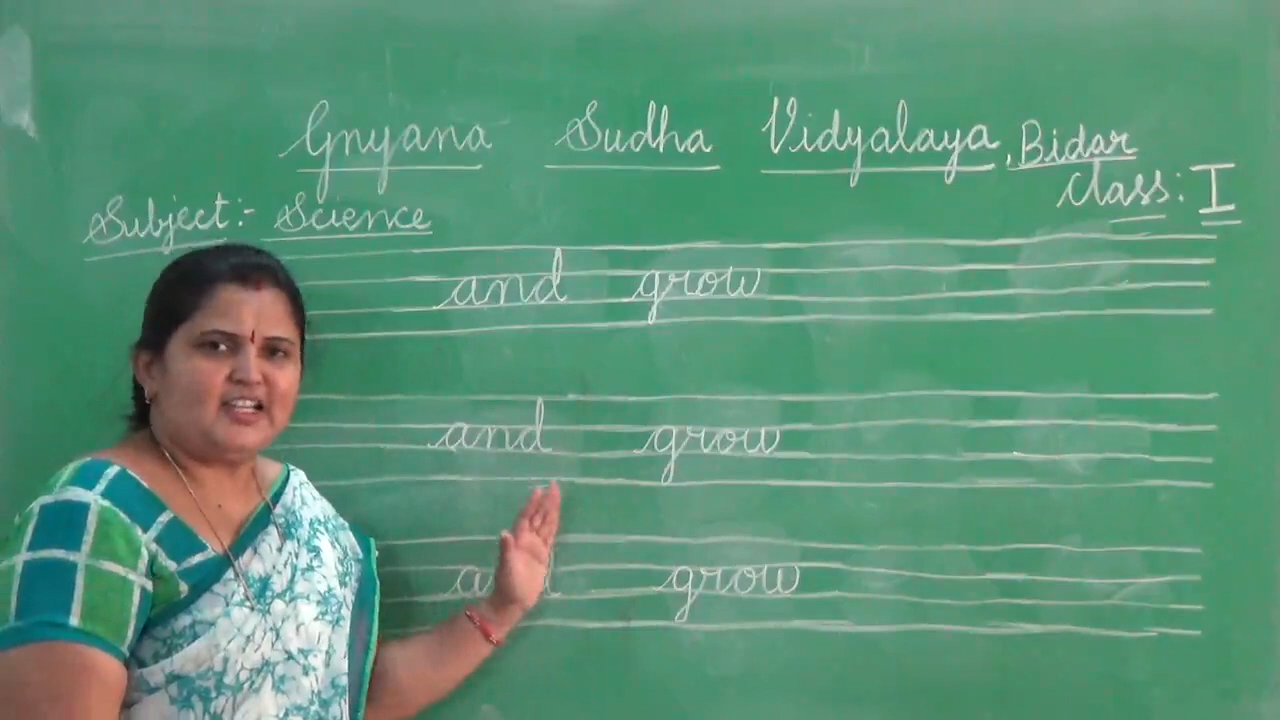 Gnyana Sudha Vidyalaya, Bidar
Class: I
Subject:- Science
and grow
and grow
and grow